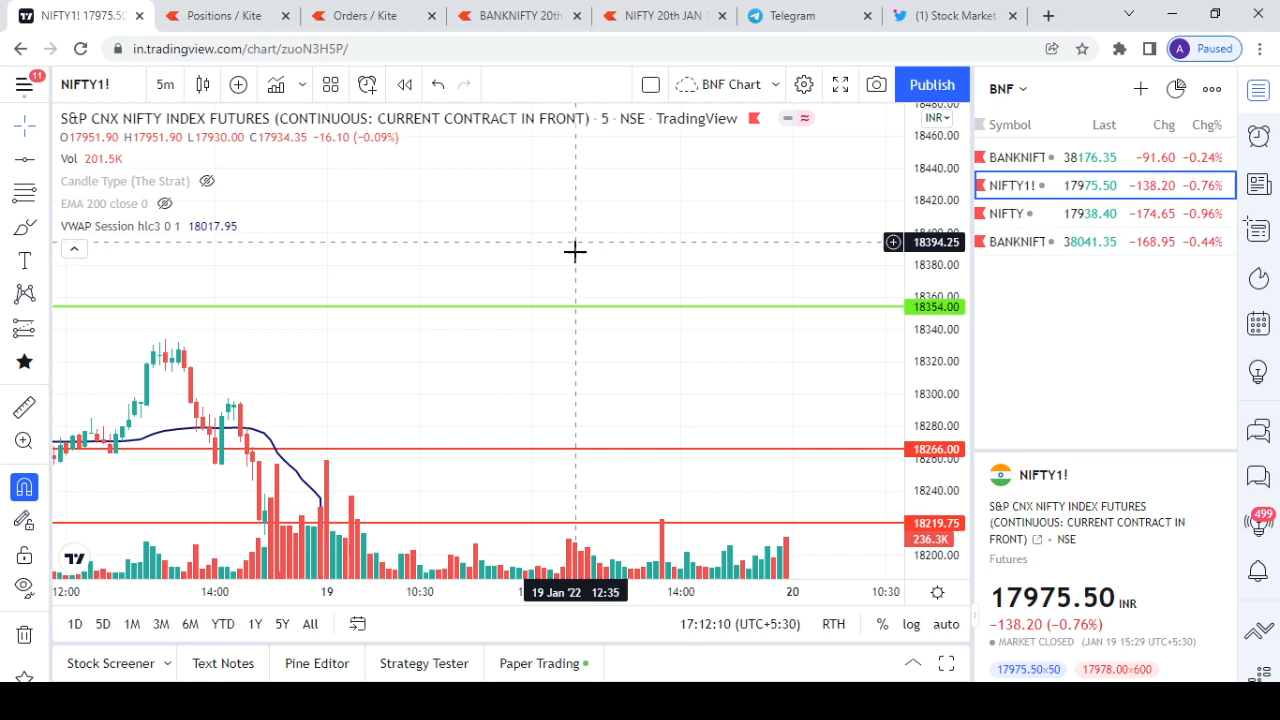 NIFTY1! 17975.50
Positions / Kite
Orders / Kite
BANKNIFTY 20th
NIFTY 20th JAN
Telegram
(1) Stock Market
in.tradingview.com/chart/zuoN3H5P/
A Paused
11
NIFTY1!
5m
BNF Chart
Publish
BNF
S&P CNX NIFTY INDEX FUTURES (CONTINUOUS: CURRENT CONTRACT IN FRONT) · 5 · NSE · TradingView
O17951.90 H17951.90 L17930.00 C17934.35 −16.10 (−0.09%)
Vol 201.5K
Candle Type (The Strat)
EMA 200 close 0
VWAP Session hlc3 0 1 18017.95
INR
18480.00
18460.00
18440.00
18420.00
18394.25
18380.00
18360.00
18354.00
18340.00
18320.00
18300.00
18280.00
18266.00
18260.00
18240.00
18219.75
236.3K
18200.00
12:00
14:00
19
10:30
19 Jan '22 12:35
14:00
20
10:30
1D 5D 1M 3M 6M YTD 1Y 5Y All
17:12:10 (UTC+5:30)
RTH
% log auto
Stock Screener
Text Notes
Pine Editor
Strategy Tester
Paper Trading
Symbol Last Chg Chg%
BANKNIFT 38176.35 −91.60 −0.24%
NIFTY1! 17975.50 −138.20 −0.76%
NIFTY 17938.40 −174.65 −0.96%
BANKNIFT 38041.35 −168.95 −0.44%
NIFTY1!
S&P CNX NIFTY INDEX FUTURES
(CONTINUOUS: CURRENT CONTRACT IN
FRONT) • NSE
Futures
17975.50 INR
−138.20 (−0.76%)
MARKET CLOSED (JAN 19 15:29 UTC+5:30)
17975.50×50
17978.00×600
499